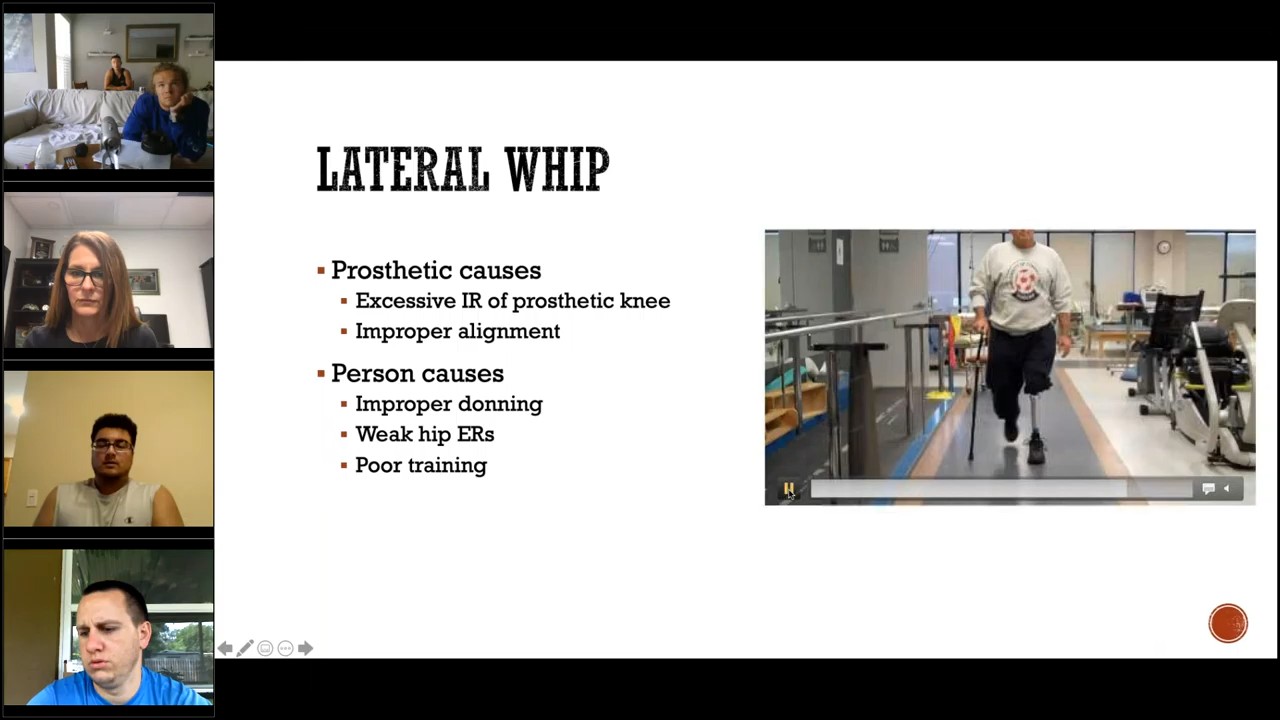 LATERAL WHIP
Prosthetic causes
Excessive IR of prosthetic knee
Improper alignment
Person causes
Improper donning
Weak hip ERs
Poor training